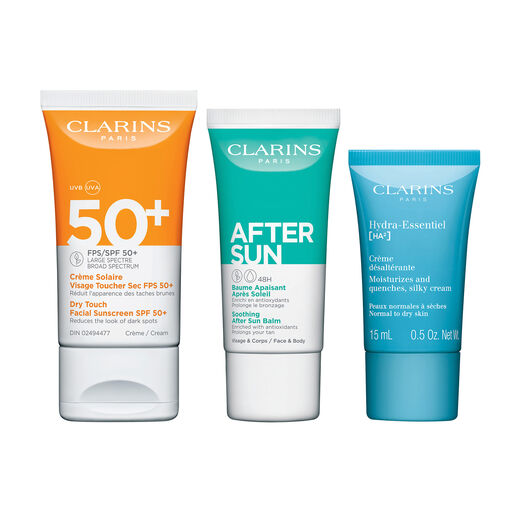 CLARINS
PARIS
UVB UVA
50+
FPS/SPF 50+
LARGE SPECTRE
BROAD SPECTRUM
Crème Solaire
Visage Toucher Sec FPS 50+
Réduit l'apparence des taches brunes
Dry Touch
Facial Sunscreen SPF 50+
Reduces the look of dark spots
DIN 02494477
Crème / Cream
CLARINS
PARIS
AFTER
SUN
48H
Baume Apaisant
Après Soleil
Enrichi en antioxydants
Prolonge le bronzage
Soothing
After Sun Balm
Enriched with antioxidants
Prolongs your tan
Visage & Corps / Face & Body
CLARINS
PARIS
Hydra-Essentiel
[HA²]
Crème
désaltérante
Moisturizes and
quenches, silky cream
Peaux normales à sèches
Normal to dry skin
15 mL 0.5 Oz. Net Wt.